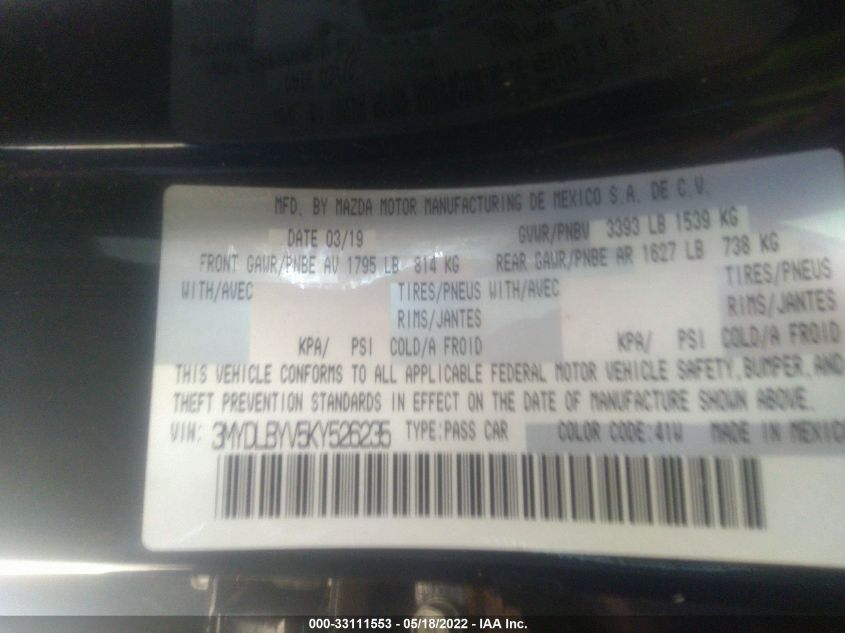 MFD. BY MAZDA MOTOR MANUFACTURING DE MEXICO S.A. DE C.V.
DATE 03/19 GVWR/PNBV 3393 LB 1539 KG
FRONT GAWR/PNBE AV 1795 LB 814 KG REAR GAWR/PNBE AR 1627 LB 738 KG
WITH/AVEC TIRES/PNEUS WITH/AVEC TIRES/PNEUS
RIMS/JANTES RIMS/JANTES
KPA/ PSI COLD/A FROID KPA/ PSI COLD/A FROID
THIS VEHICLE CONFORMS TO ALL APPLICABLE FEDERAL MOTOR VEHICLE SAFETY, BUMPER, AND
THEFT PREVENTION STANDARDS IN EFFECT ON THE DATE OF MANUFACTURE SHOWN ABOVE.
VIN: 3MYDLBYV5KY526235 TYPE:PASS CAR COLOR CODE:41W MADE IN MEXICO
000-33111553 - 05/18/2022 - IAA Inc.